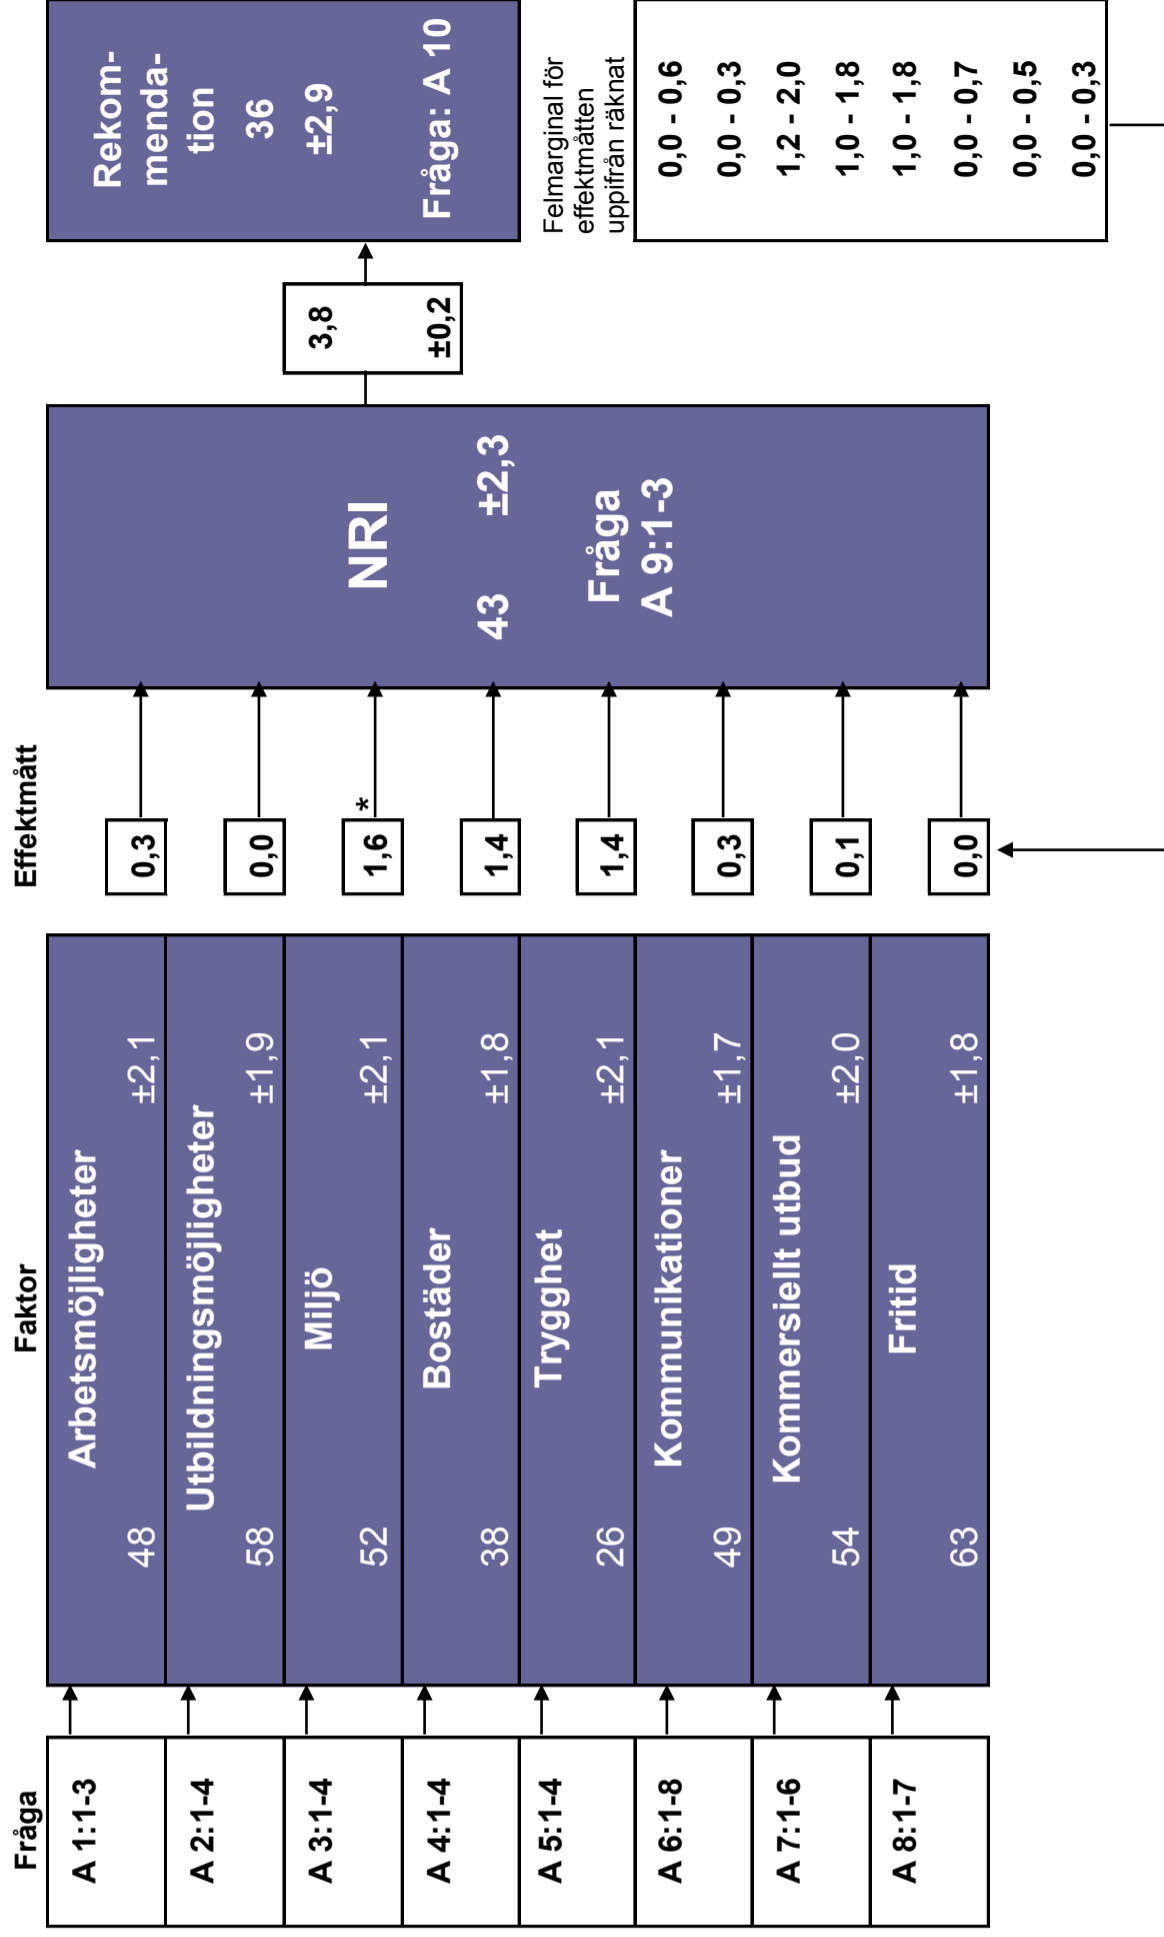 Fråga
Faktor
Effektmått
A 1:1-3
Arbetsmöjligheter
48 ±2,1
0,3
A 2:1-4
Utbildningsmöjligheter
58 ±1,9
0,0
A 3:1-4
Miljö
52 ±2,1
1,6 *
A 4:1-4
Bostäder
38 ±1,8
1,4
A 5:1-4
Trygghet
26 ±2,1
1,4
A 6:1-8
Kommunikationer
49 ±1,7
0,3
A 7:1-6
Kommersiellt utbud
54 ±2,0
0,1
A 8:1-7
Fritid
63 ±1,8
0,0
NRI
43 ±2,3
Fråga
A 9:1-3
3,8
±0,2
Rekom-
menda-
tion
36
±2,9
Fråga: A 10
Felmarginal för
effektmåtten
uppifrån räknat
0,0 - 0,6
0,0 - 0,3
1,2 - 2,0
1,0 - 1,8
1,0 - 1,8
0,0 - 0,7
0,0 - 0,5
0,0 - 0,3